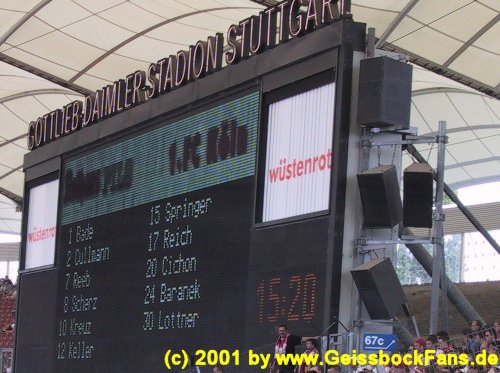 GOTTLIEB-DAIMLER-STADION STUTTGART
1.FC Köln
wüstenrot
wüstenrot
1 Bade
2 Cullmann
7 Reeb
8 Scherz
10 Kreuz
12 Keller
15 Springer
17 Reich
20 Cichon
24 Baranek
30 Lottner
15:20
67c
(c) 2001 by www.GeissbockFans.de